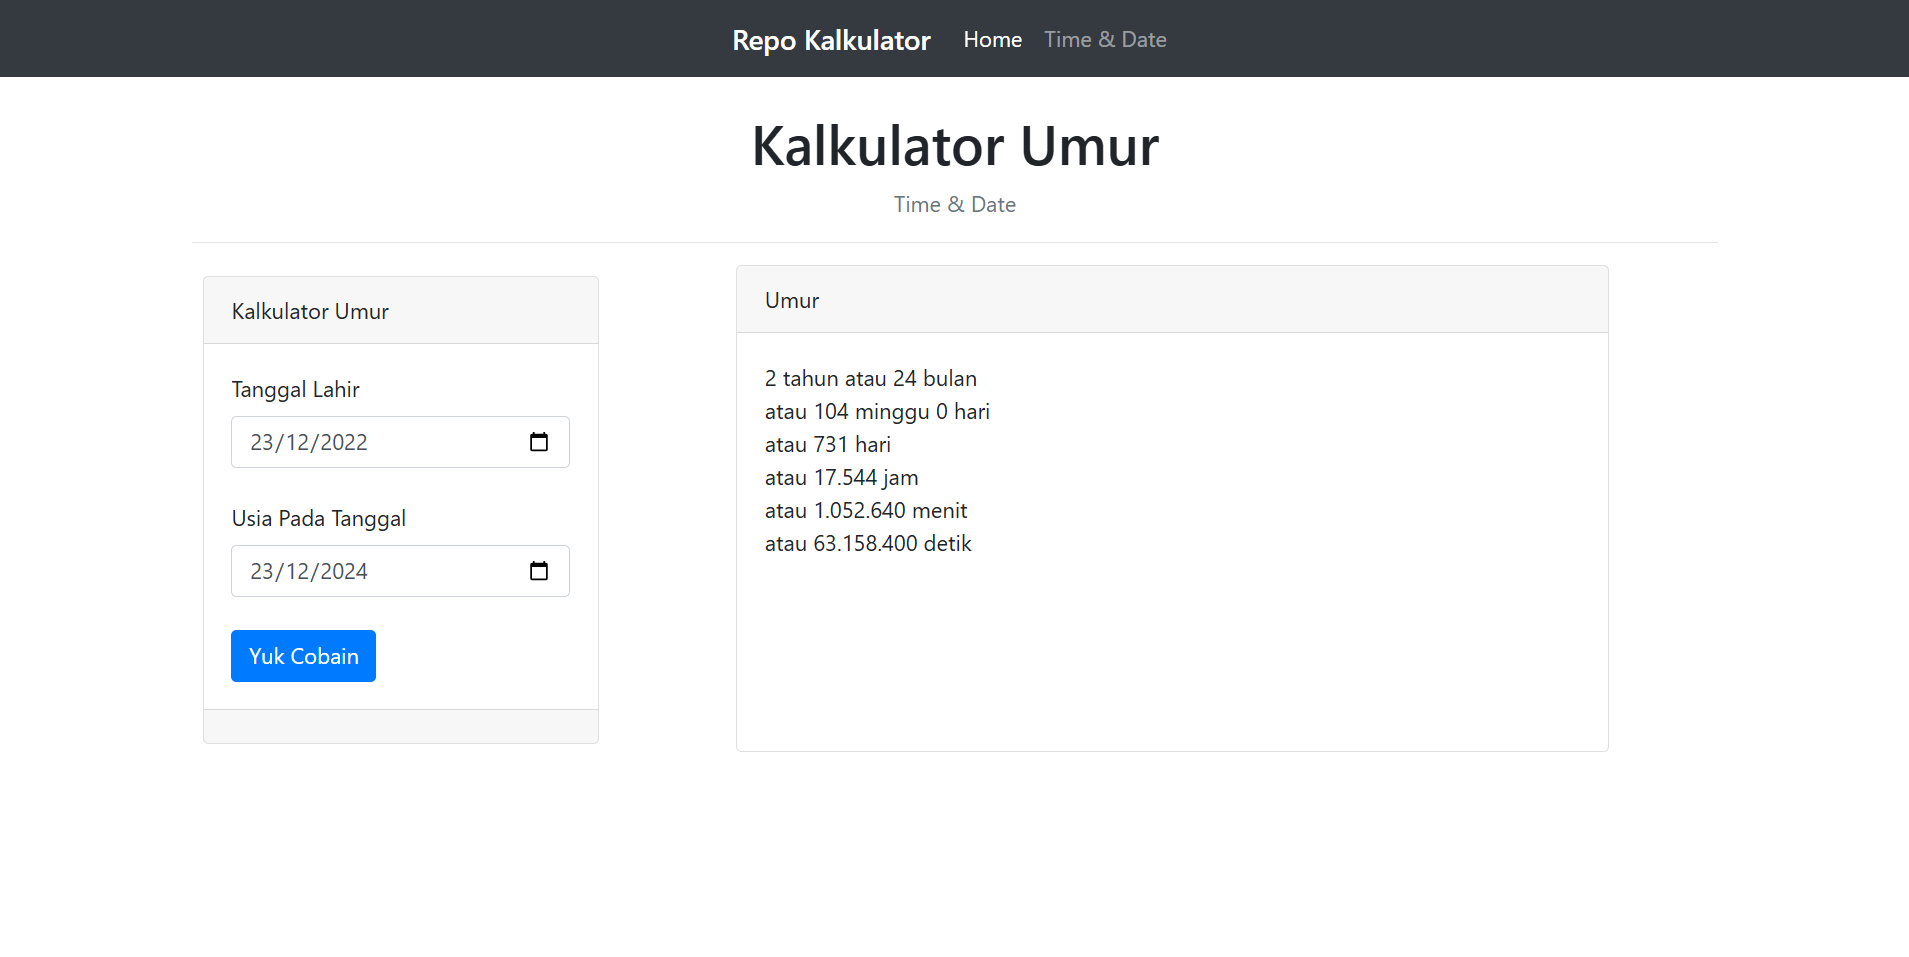 Repo Kalkulator Home Time & Date
Kalkulator Umur
Time & Date
Kalkulator Umur
Tanggal Lahir
23/12/2022
Usia Pada Tanggal
23/12/2024
Yuk Cobain
Umur
2 tahun atau 24 bulan
atau 104 minggu 0 hari
atau 731 hari
atau 17.544 jam
atau 1.052.640 menit
atau 63.158.400 detik